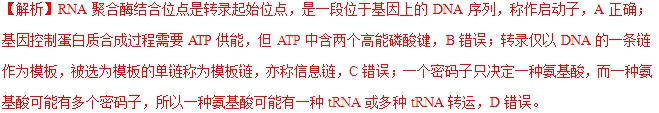 【解析】RNA 聚合酶结合位点是转录起始位点，是一段位于基因上的 DNA 序列，称作启动子，A 正确；
基因控制蛋白质合成过程需要 ATP 供能，但 ATP 中含两个高能磷酸键，B 错误；转录仅以 DNA 的一条链
作为模板，被选为模板的单链称为模板链，亦称信息链，C 错误；一个密码子只决定一种氨基酸，而一种氨
基酸可能有多个密码子，所以一种氨基酸可能有一种 tRNA 或多种 tRNA 转运，D 错误。